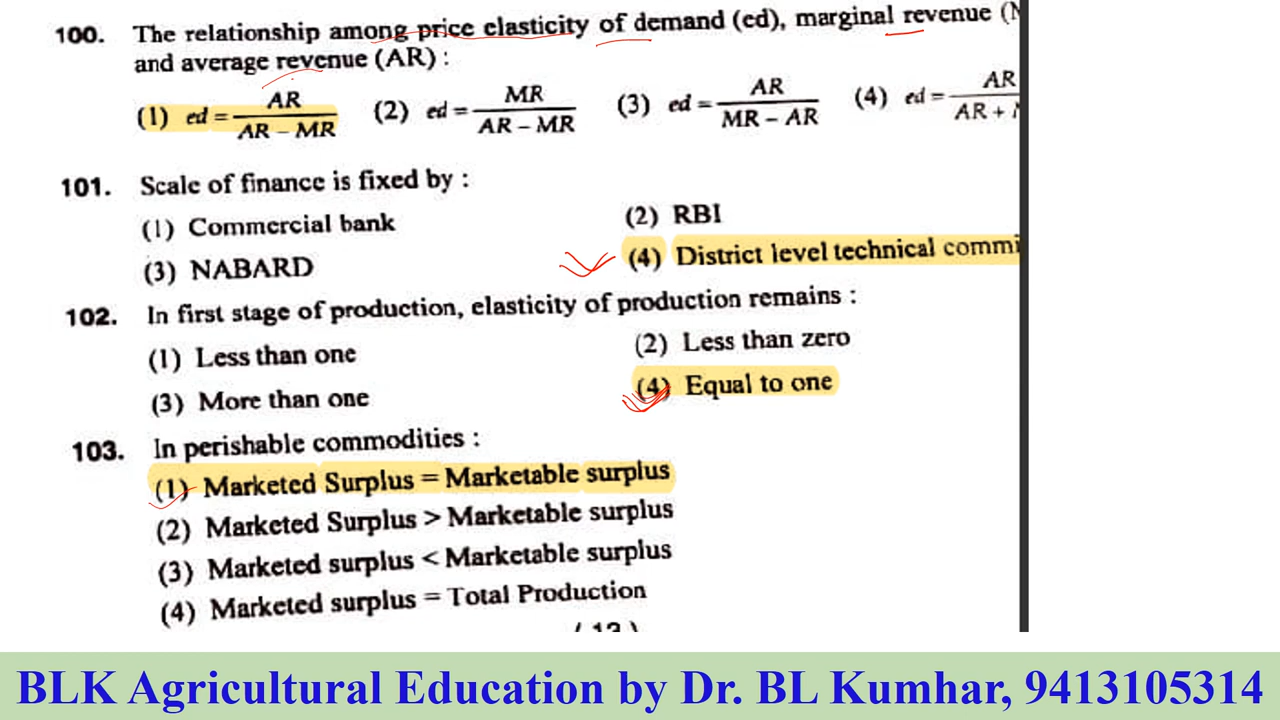 100. The relationship among price elasticity of demand (ed), marginal revenue (
and average revenue (AR) :
(1) ed = AR / AR – MR (2) ed = MR / AR – MR (3) ed = AR / MR – AR (4) ed = AR / AR +
101. Scale of finance is fixed by :
(1) Commercial bank (2) RBI
(3) NABARD (4) District level technical commi
102. In first stage of production, elasticity of production remains :
(1) Less than one (2) Less than zero
(3) More than one (4) Equal to one
103. In perishable commodities :
(1) Marketed Surplus = Marketable surplus
(2) Marketed Surplus > Marketable surplus
(3) Marketed surplus < Marketable surplus
(4) Marketed surplus = Total Production
BLK Agricultural Education by Dr. BL Kumhar, 9413105314